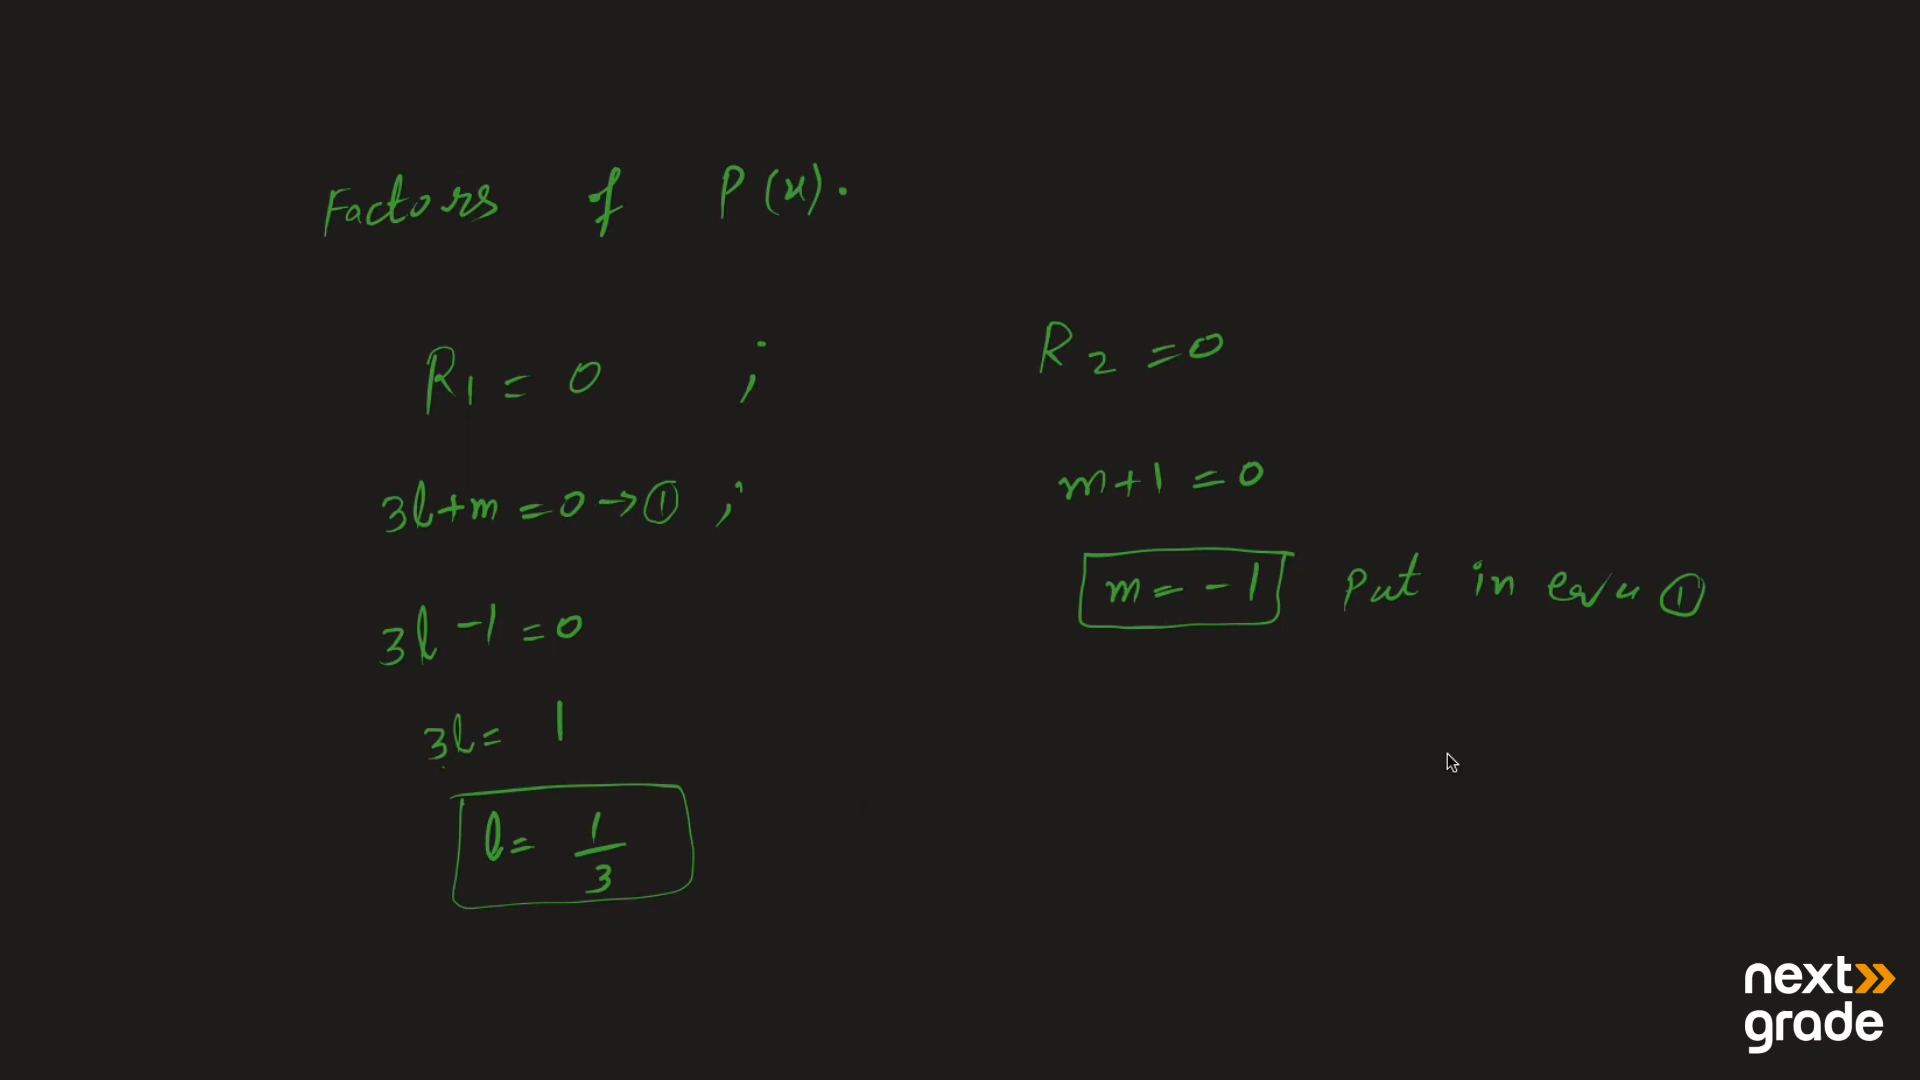 Factors of P(x).
R1 = 0 ; R2 = 0
3l+m = 0 → ① ; m+1 = 0
m = -1 Put in eqn ①
3l - 1 = 0
3l = 1
l = 1/3
next
grade